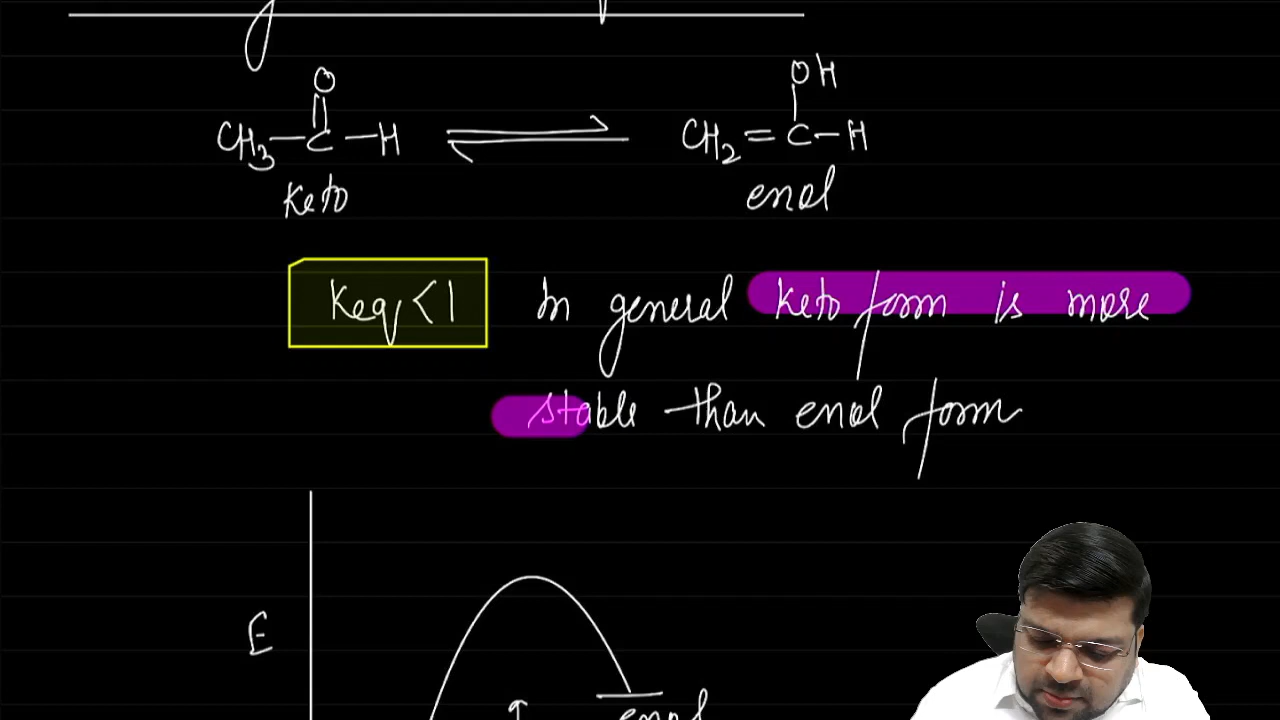 O OH
CH3—C—H ⇌ CH2=C—H
keto enol
Keq<1 In general keto form is more
stable than enol form
E
enol